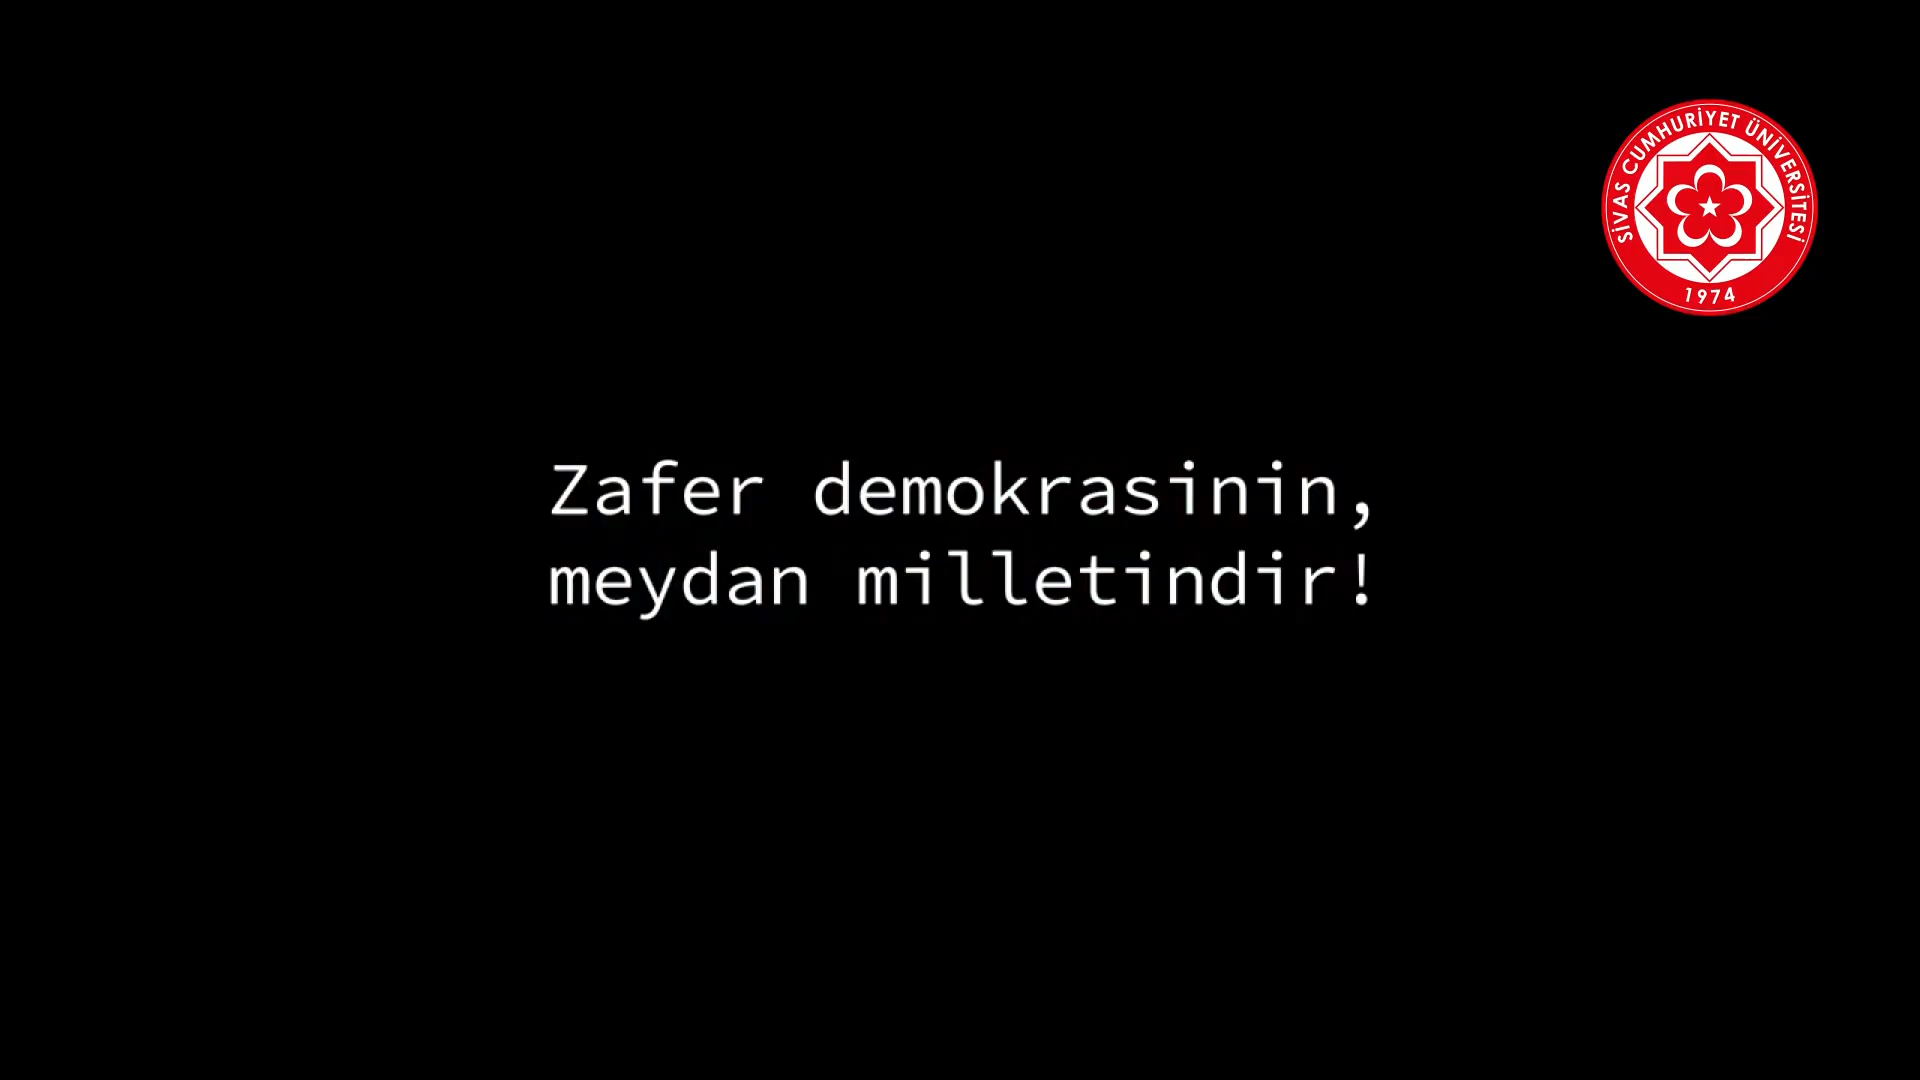 SİVAS CUMHURİYET ÜNİVERSİTESİ
1974
Zafer demokrasinin,
meydan milletindir!